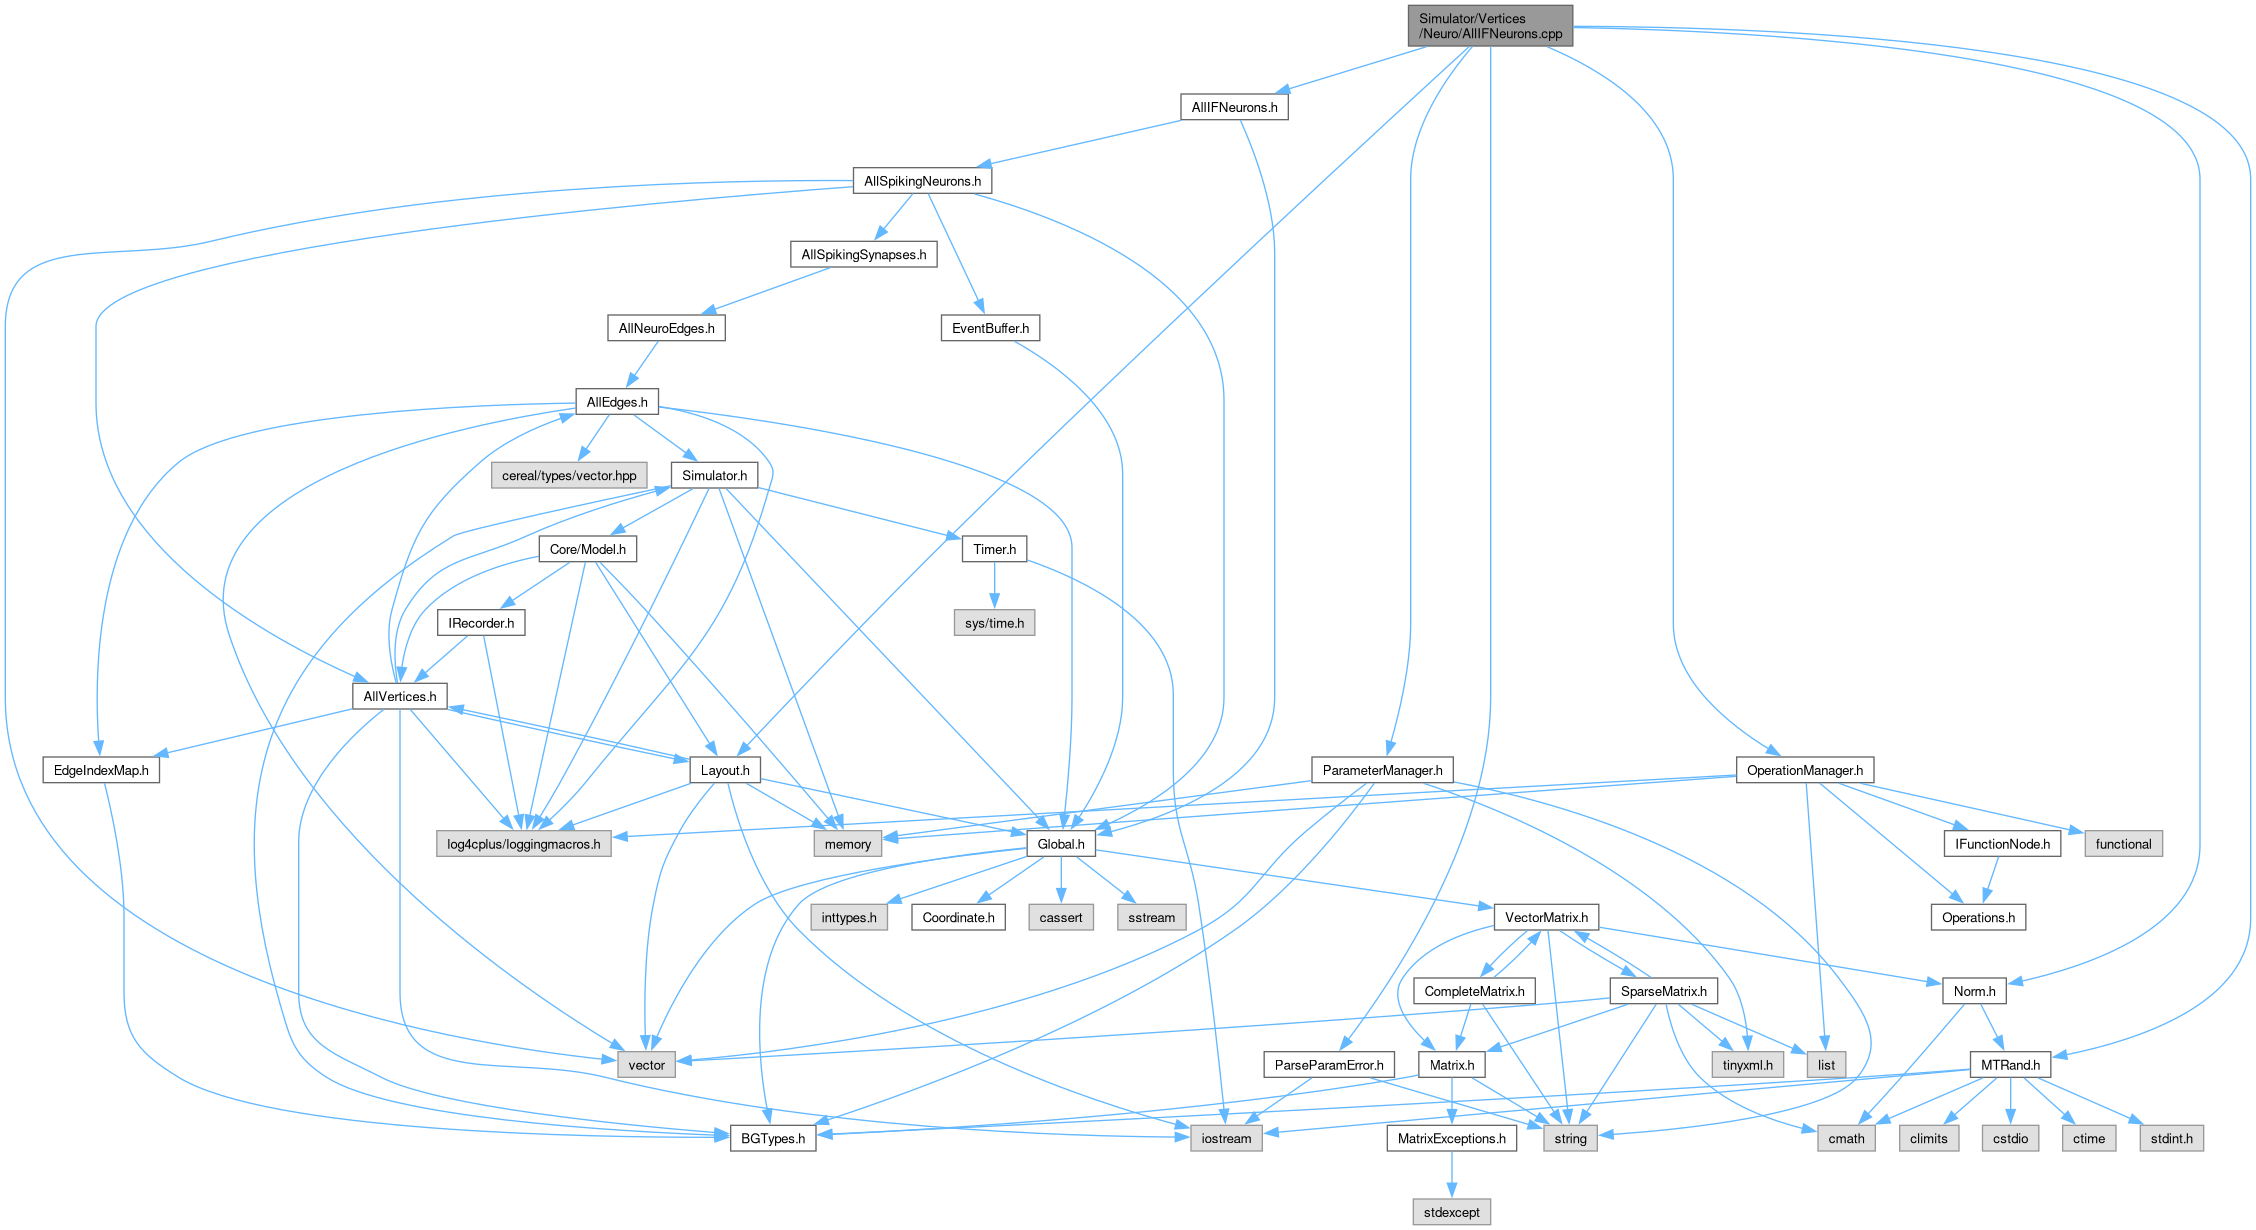 Simulator/Vertices
/Neuro/AllIFNeurons.cpp
AllIFNeurons.h
AllSpikingNeurons.h
AllSpikingSynapses.h
AllNeuroEdges.h
EventBuffer.h
AllEdges.h
cereal/types/vector.hpp
Simulator.h
Core/Model.h
Timer.h
IRecorder.h
sys/time.h
AllVertices.h
EdgeIndexMap.h
Layout.h
ParameterManager.h
OperationManager.h
log4cplus/loggingmacros.h
memory
Global.h
IFunctionNode.h
functional
inttypes.h
Coordinate.h
cassert
sstream
VectorMatrix.h
Operations.h
CompleteMatrix.h
SparseMatrix.h
Norm.h
vector
ParseParamError.h
Matrix.h
tinyxml.h
list
MTRand.h
BGTypes.h
iostream
MatrixExceptions.h
string
cmath
climits
cstdio
ctime
stdint.h
stdexcept